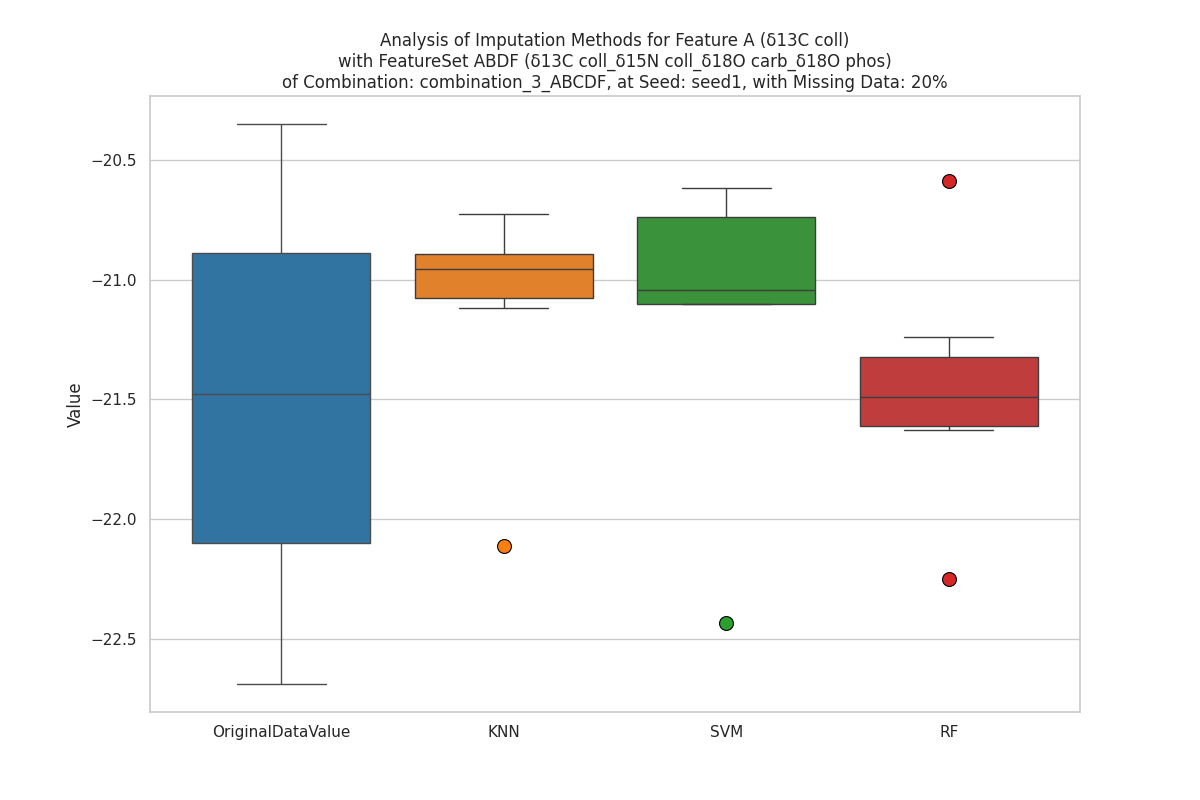 Analysis of Imputation Methods for Feature A (δ13C coll)
with FeatureSet ABDF (δ13C coll_δ15N coll_δ18O carb_δ18O phos)
of Combination: combination_3_ABCDF, at Seed: seed1, with Missing Data: 20%
−20.5
−21.0
−21.5
−22.0
−22.5
Value
OriginalDataValue
KNN
SVM
RF